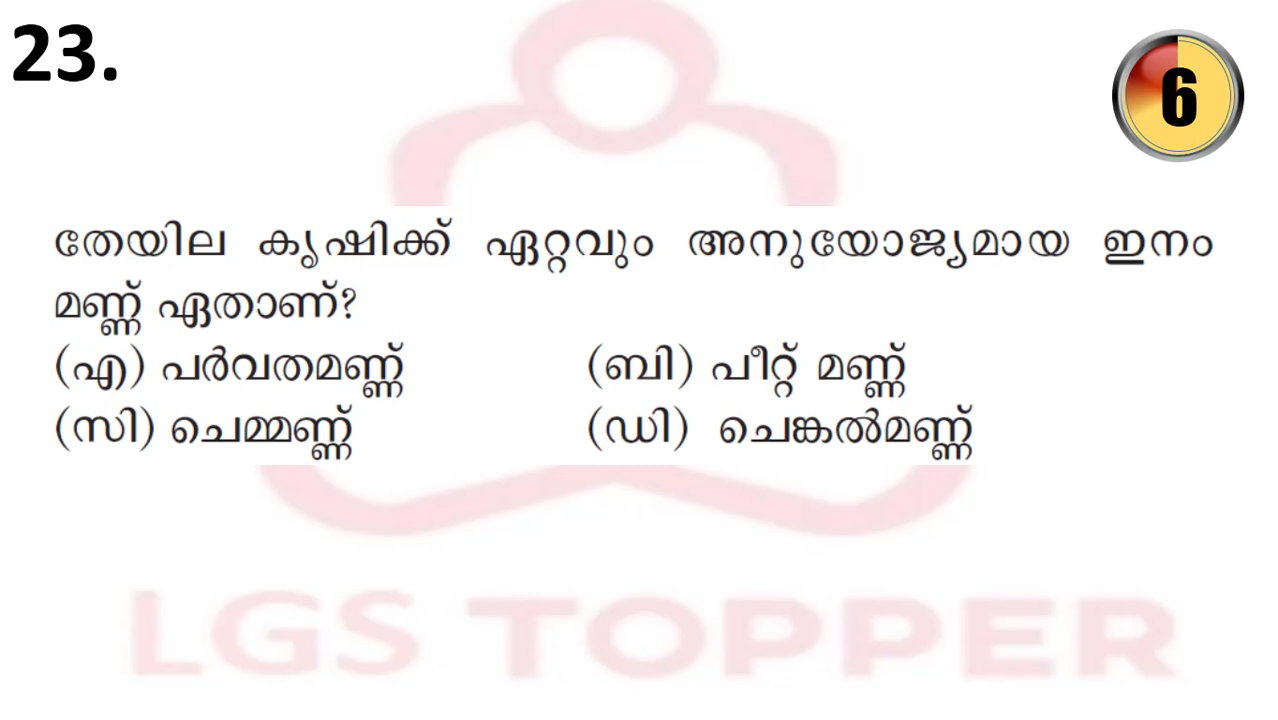 23.
6
തേയില കൃഷിക്ക് ഏറ്റവും അനുയോജ്യമായ ഇനം
മണ്ണ് ഏതാണ്?
(എ) പർവതമണ്ണ് (ബി) പീറ്റ് മണ്ണ്
(സി) ചെമ്മണ്ണ് (ഡി) ചെങ്കൽമണ്ണ്
LGS TOPPER